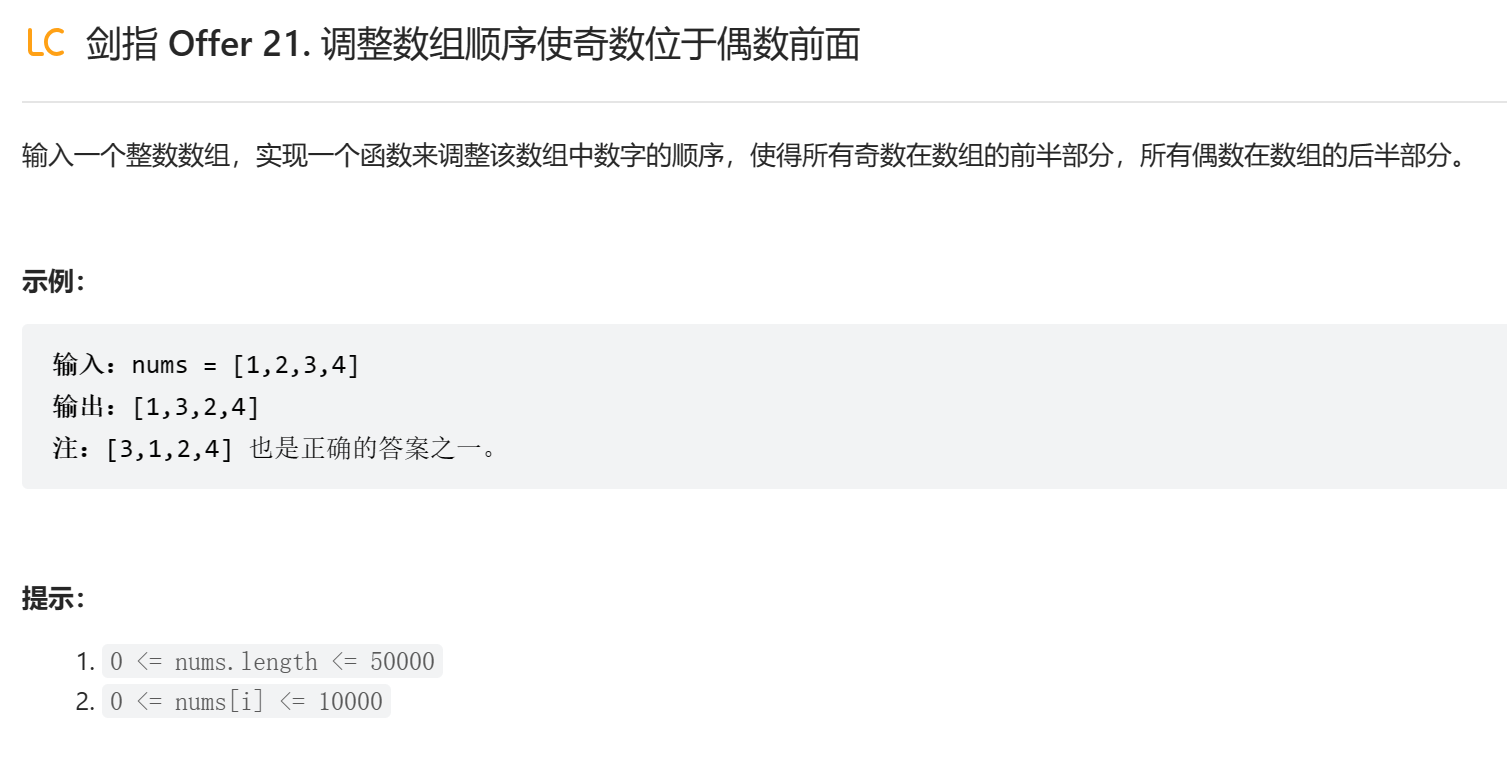 LC 剑指 Offer 21. 调整数组顺序使奇数位于偶数前面
输入一个整数数组，实现一个函数来调整该数组中数字的顺序，使得所有奇数在数组的前半部分，所有偶数在数组的后半部分。
示例：
输入：nums = [1,2,3,4]
输出：[1,3,2,4]
注：[3,1,2,4] 也是正确的答案之一。
提示：
1. 0 <= nums.length <= 50000
2. 0 <= nums[i] <= 10000